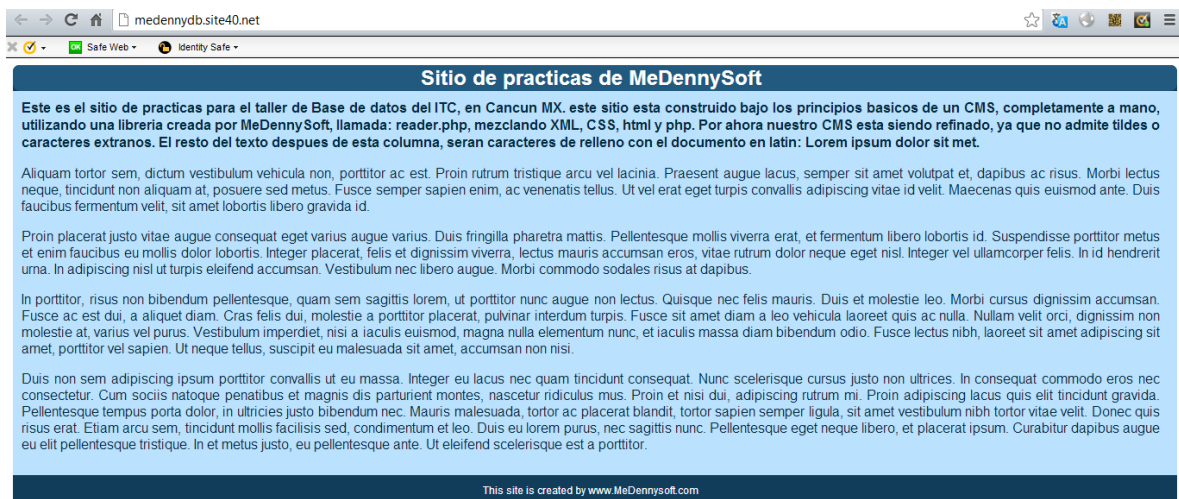 medennydb.site40.net
OK Safe Web Identity Safe
Sitio de practicas de MeDennySoft
Este es el sitio de practicas para el taller de Base de datos del ITC, en Cancun MX. este sitio esta construido bajo los principios basicos de un CMS, completamente a mano,
utilizando una libreria creada por MeDennySoft, llamada: reader.php, mezclando XML, CSS, html y php. Por ahora nuestro CMS esta siendo refinado, ya que no admite tildes o
caracteres extranos. El resto del texto despues de esta columna, seran caracteres de relleno con el documento en latin: Lorem ipsum dolor sit met.
Aliquam tortor sem, dictum vestibulum vehicula non, porttitor ac est. Proin rutrum tristique arcu vel lacinia. Praesent augue lacus, semper sit amet volutpat et, dapibus ac risus. Morbi lectus
neque, tincidunt non aliquam at, posuere sed metus. Fusce semper sapien enim, ac venenatis tellus. Ut vel erat eget turpis convallis adipiscing vitae id velit. Maecenas quis euismod ante. Duis
faucibus fermentum velit, sit amet lobortis libero gravida id.
Proin placerat justo vitae augue consequat eget varius augue varius. Duis fringilla pharetra mattis. Pellentesque mollis viverra erat, et fermentum libero lobortis id. Suspendisse porttitor metus
et enim faucibus eu mollis dolor lobortis. Integer placerat, felis et dignissim viverra, lectus mauris accumsan eros, vitae rutrum dolor neque eget nisl. Integer vel ullamcorper felis. In id hendrerit
urna. In adipiscing nisl ut turpis eleifend accumsan. Vestibulum nec libero augue. Morbi commodo sodales risus at dapibus.
In porttitor, risus non bibendum pellentesque, quam sem sagittis lorem, ut porttitor nunc augue non lectus. Quisque nec felis mauris. Duis et molestie leo. Morbi cursus dignissim accumsan.
Fusce ac est dui, a aliquet diam. Cras felis dui, molestie a porttitor placerat, pulvinar interdum turpis. Fusce sit amet diam a leo vehicula laoreet quis ac nulla. Nullam velit orci, dignissim non
molestie at, varius vel purus. Vestibulum imperdiet, nisi a iaculis euismod, magna nulla elementum nunc, et iaculis massa diam bibendum odio. Fusce lectus nibh, laoreet sit amet adipiscing sit
amet, porttitor vel sapien. Ut neque tellus, suscipit eu malesuada sit amet, accumsan non nisi.
Duis non sem adipiscing ipsum porttitor convallis ut eu massa. Integer eu lacus nec quam tincidunt consequat. Nunc scelerisque cursus justo non ultrices. In consequat commodo eros nec
consectetur. Cum sociis natoque penatibus et magnis dis parturient montes, nascetur ridiculus mus. Proin et nisi dui, adipiscing rutrum mi. Proin adipiscing lacus quis elit tincidunt gravida.
Pellentesque tempus porta dolor, in ultricies justo bibendum nec. Mauris malesuada, tortor ac placerat blandit, tortor sapien semper ligula, sit amet vestibulum nibh tortor vitae velit. Donec quis
risus erat. Etiam arcu sem, tincidunt mollis facilisis sed, condimentum et leo. Duis eu lorem purus, nec sagittis nunc. Pellentesque eget neque libero, et placerat ipsum. Curabitur dapibus augue
eu elit pellentesque tristique. In et metus justo, eu pellentesque ante. Ut eleifend scelerisque est a porttitor.
This site is created by www.MeDennysoft.com